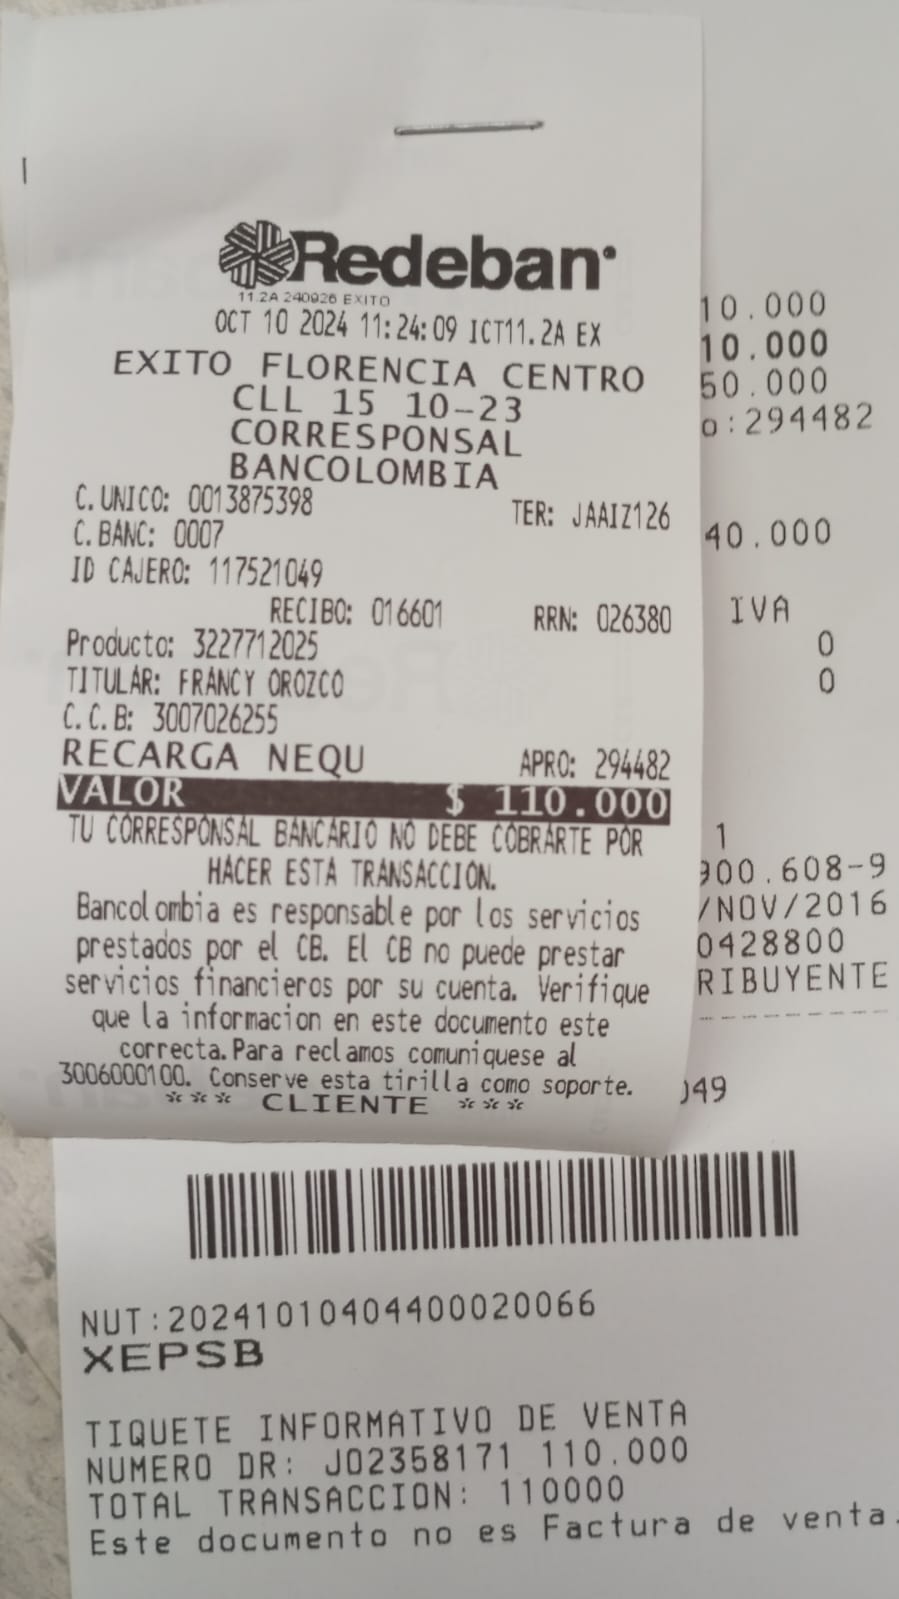 Redeban
11.2A 240926 EXITO
OCT 10 2024 11:24:09 ICT11.2A EX
EXITO FLORENCIA CENTRO
CLL 15 10-23
CORRESPONSAL
BANCOLOMBIA
C. UNICO: 0013875398 TER: JAAIZ126
C. BANC: 0007
ID CAJERO: 117521049
RECIBO: 016601 RRN: 026380
Producto: 3227712025
TITULAR: FRANCY OROZCO
C.C.B: 3007026255
RECARGA NEQU APRO: 294482
VALOR $ 110.000
TU CORRESPONSAL BANCARIO NO DEBE COBRARTE POR
HACER ESTA TRANSACCION.
Bancolombia es responsable por los servicios
prestados por el CB. El CB no puede prestar
servicios financieros por su cuenta. Verifique
que la informacion en este documento este
correcta. Para reclamos comuniquese al
3006000100. Conserve esta tirilla como soporte.
*** CLIENTE ***
10.000
10.000
50.000
o:294482
40.000
IVA
0
0
1
900.608-9
/NOV/2016
0428800
RIBUYENTE
049
NUT:20241010404400020066
XEPSB
TIQUETE INFORMATIVO DE VENTA
NUMERO DR: J02358171 110.000
TOTAL TRANSACCION: 110000
Este documento no es Factura de venta.